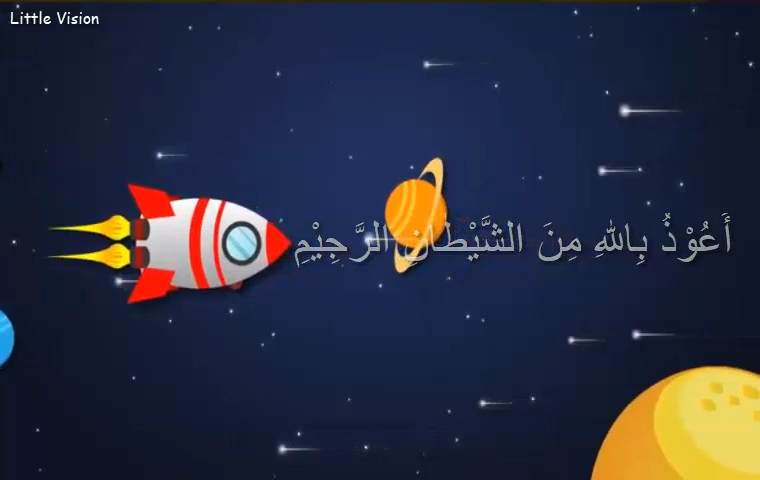 Little Vision
أَعُوْذُ بِاللهِ مِنَ الشَّيْطَانِ الرَّجِيْمِ